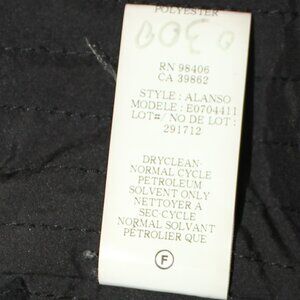 POLYESTER
RN 98406
CA 39862
STYLE : ALANSO
MODELE : E0704411
LOT#/ NO DE LOT :
291712
DRYCLEAN-
NORMAL CYCLE
PETROLEUM
SOLVENT ONLY
NETTOYER A
SEC-CYCLE
NORMAL SOLVANT
PÉTROLIER QUE
F